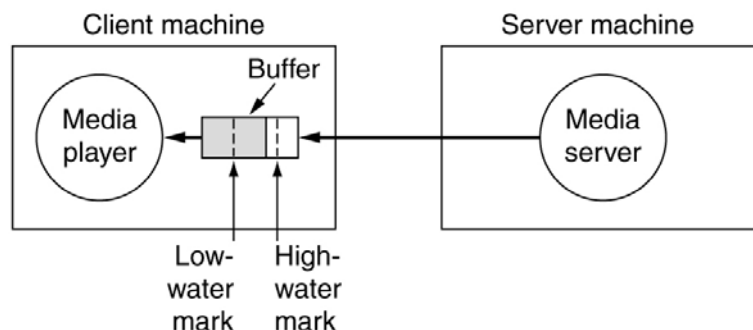 Client machine
Server machine
Buffer
Media
player
Media
server
Low-
water
mark
High-
water
mark